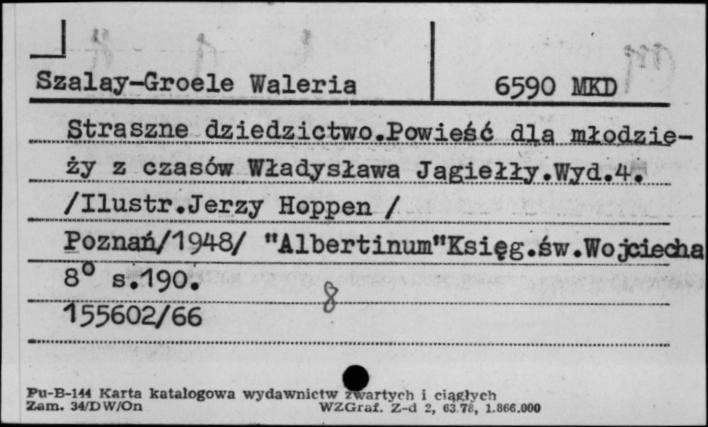 Szalay-Groele Waleria 6590 MKD
Straszne dziedzictwo.Powieść dla młodzie-
ży z czasów Władysława Jagiełły.Wyd.4.
/Ilustr.Jerzy Hoppen /
Poznań/1948/ "Albertinum"Księg.św.Wojciecha
8° s.190.
8
155602/66
Pu-B-144 Karta katalogowa wydawnictw zwartych i ciągłych
Zam. 34/DW/On WZGraf. Z-d 2, 63.78, 1.866.000